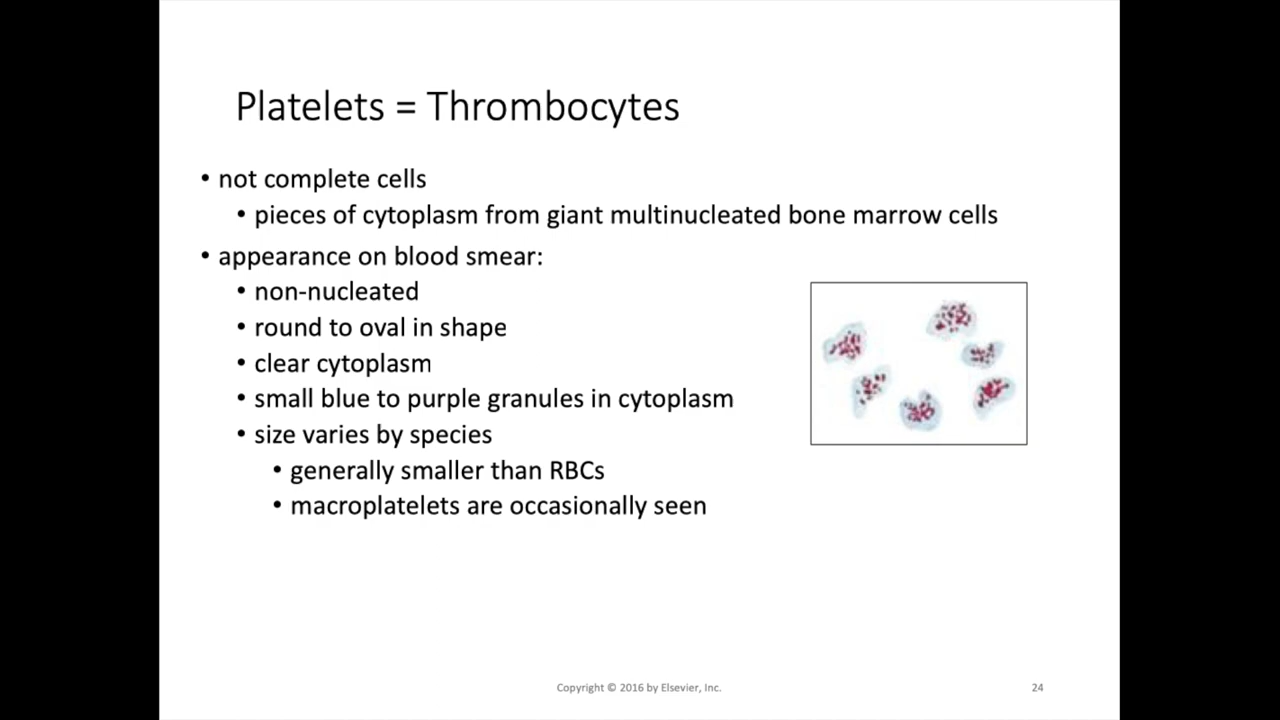 Platelets = Thrombocytes
• not complete cells
• pieces of cytoplasm from giant multinucleated bone marrow cells
• appearance on blood smear:
• non-nucleated
• round to oval in shape
• clear cytoplasm
• small blue to purple granules in cytoplasm
• size varies by species
• generally smaller than RBCs
• macroplatelets are occasionally seen
Copyright © 2016 by Elsevier, Inc.
24